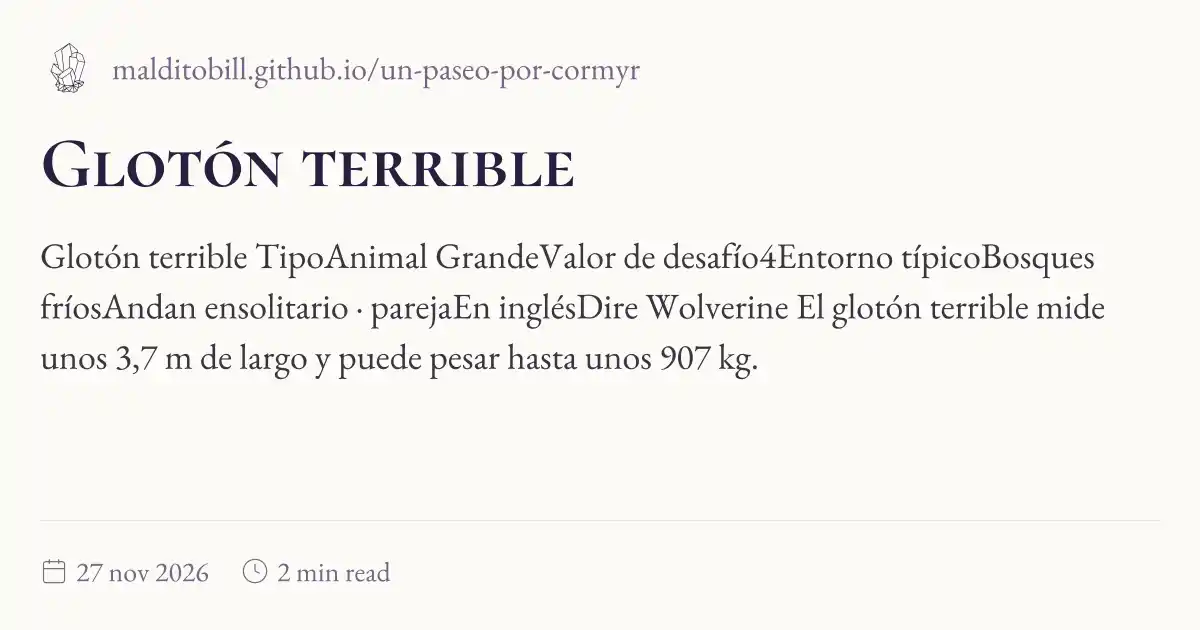 malditobill.github.io/un-paseo-por-cormyr
Glotón terrible
Glotón terrible TipoAnimal GrandeValor de desafío4Entorno típicoBosques
fríosAndan ensolitario · parejaEn inglésDire Wolverine El glotón terrible mide
unos 3,7 m de largo y puede pesar hasta unos 907 kg.
27 nov 2026
2 min read